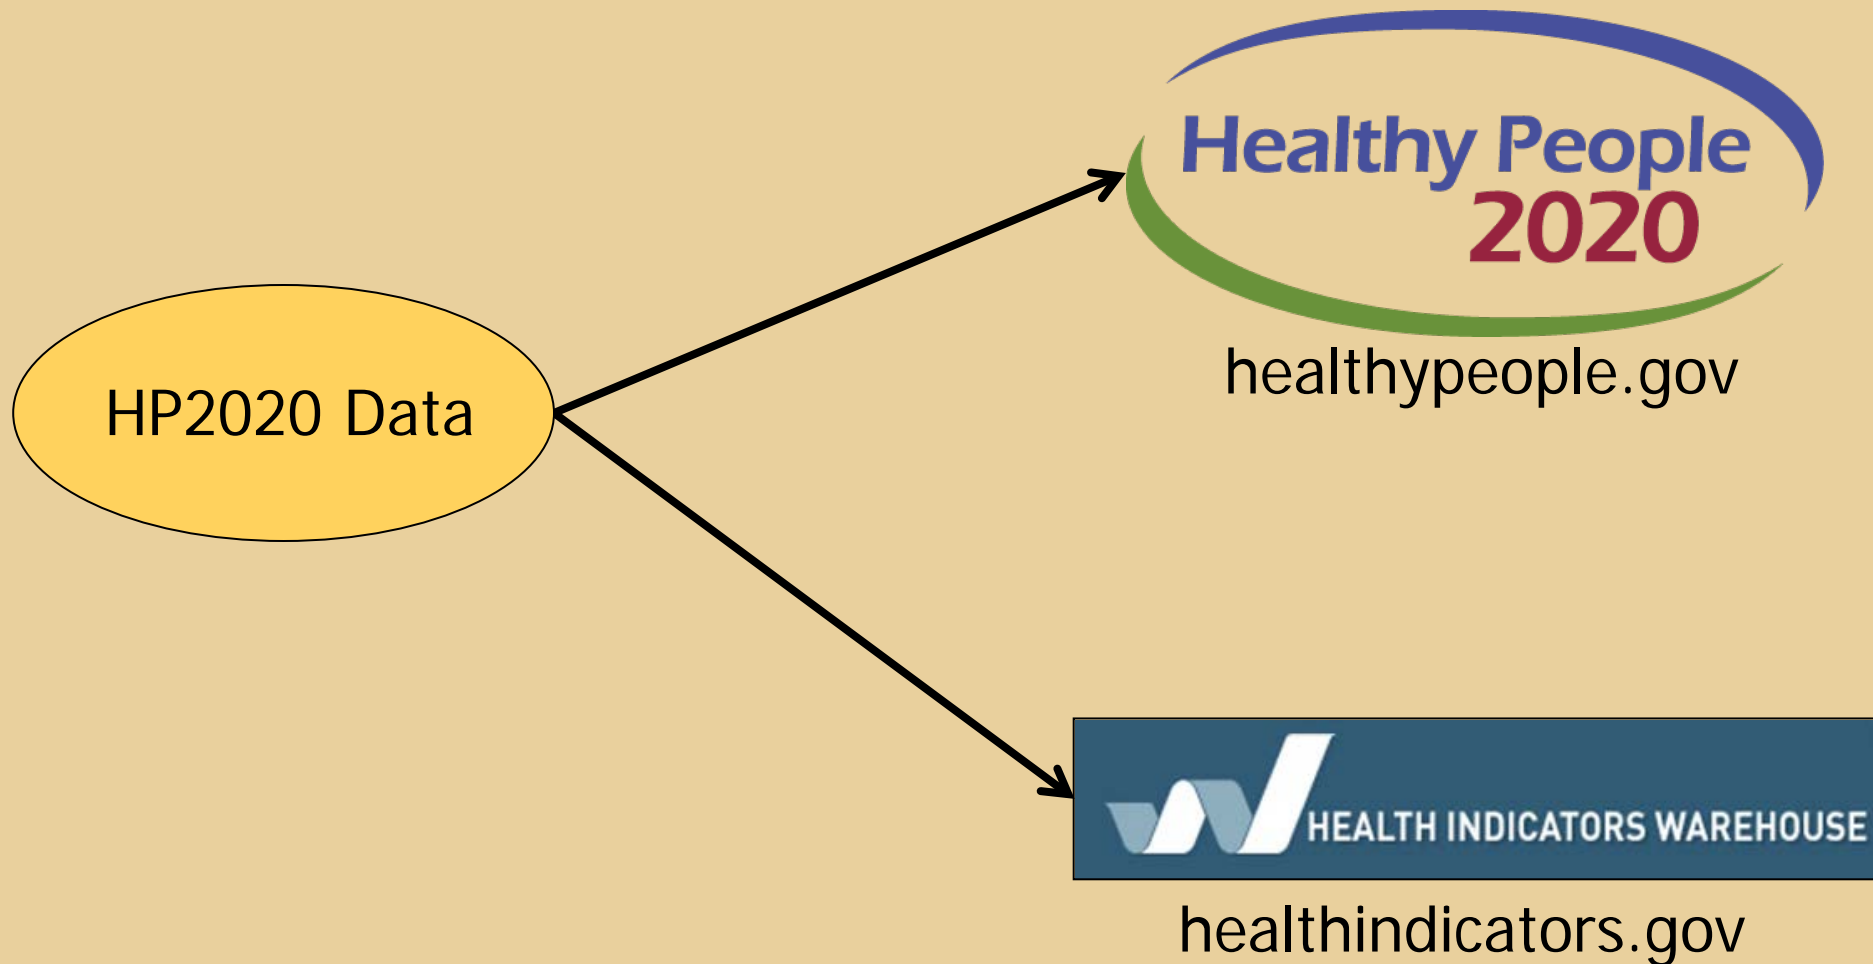 HP2020 Data
Healthy People
2020
healthypeople.gov
HEALTH INDICATORS WAREHOUSE
healthindicators.gov